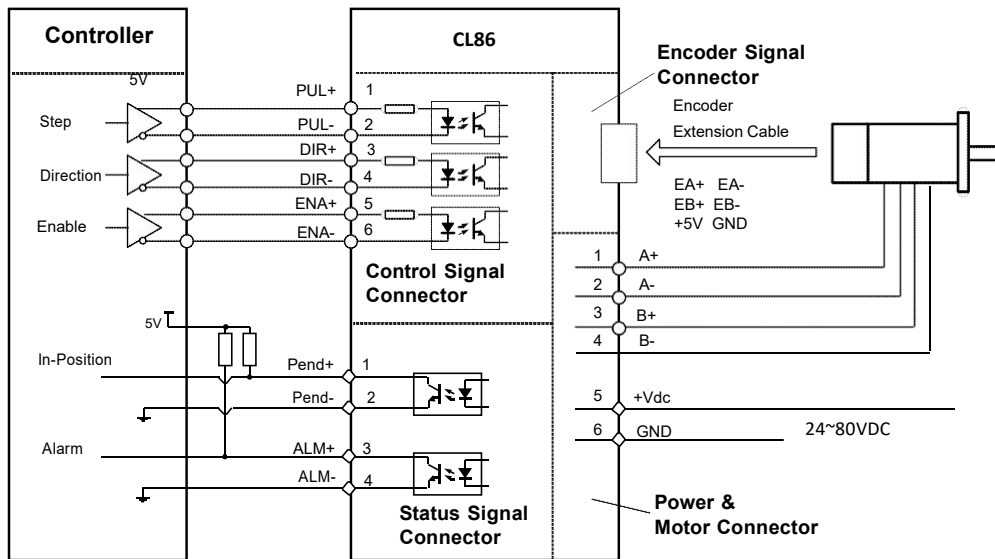 Controller
CL86
5V
Step
Direction
Enable
PUL+
1
PUL-
2
DIR+
3
DIR-
4
ENA+
5
ENA-
6
Control Signal
Connector
Encoder Signal
Connector
Encoder
Extension Cable
EA+ EA-
EB+ EB-
+5V GND
1
A+
2
A-
3
B+
4
B-
5V
In-Position
Pend+
1
Pend-
2
Alarm
ALM+
3
ALM-
4
Status Signal
Connector
5
+Vdc
6
GND
24~80VDC
Power &
Motor Connector